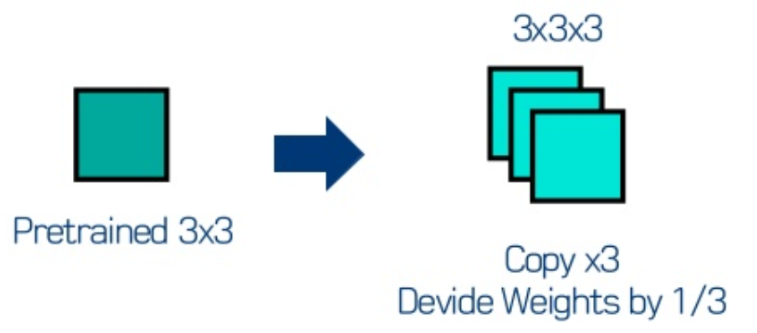 3x3x3
Pretrained 3x3
Copy x3
Devide Weights by 1/3